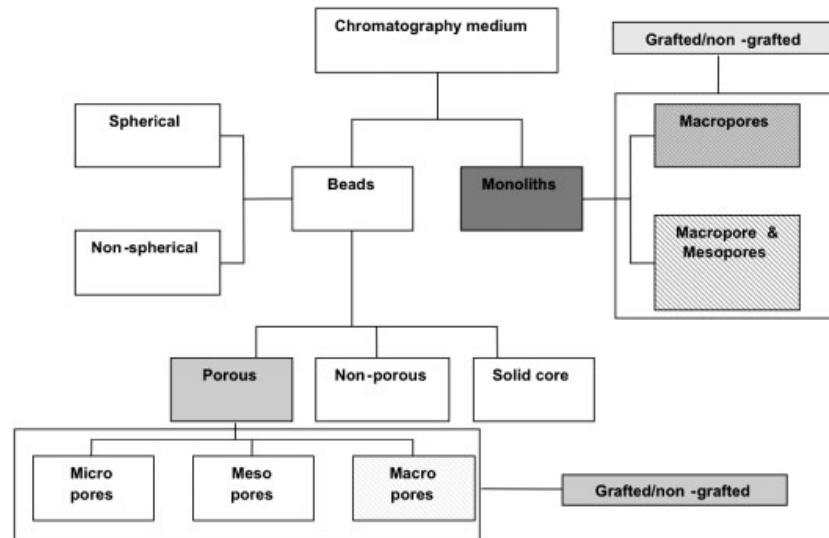 Chromatography medium
Grafted/non -grafted
Spherical
Macropores
Beads
Monoliths
Non-spherical
Macropore &
Mesopores
Porous
Non-porous
Solid core
Micro
pores
Meso
pores
Macro
pores
Grafted/non -grafted